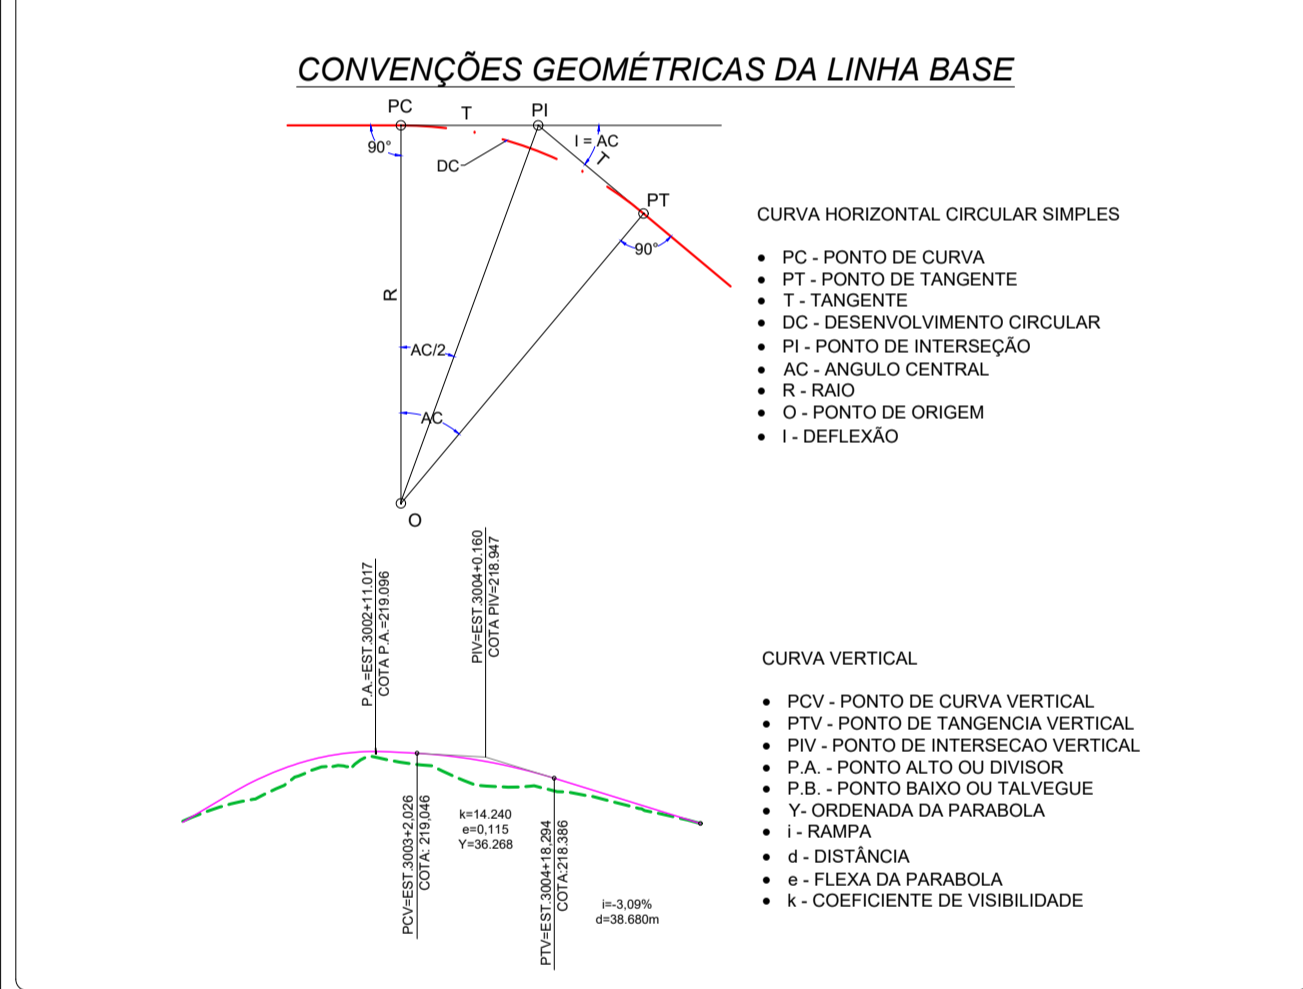 CONVENÇÕES GEOMÉTRICAS DA LINHA BASE
PC
T
PI
90°
DC
I = AC
T
PT
90°
R
AC/2
AC
O
CURVA HORIZONTAL CIRCULAR SIMPLES
• PC - PONTO DE CURVA
• PT - PONTO DE TANGENTE
• T - TANGENTE
• DC - DESENVOLVIMENTO CIRCULAR
• PI - PONTO DE INTERSEÇÃO
• AC - ANGULO CENTRAL
• R - RAIO
• O - PONTO DE ORIGEM
• I - DEFLEXÃO
P.A.=EST.3002+11.017
COTA P.A.=219.096
PIV=EST.3004+0.160
COTA PIV=218.947
PCV=EST.3003+2,026
COTA: 219,046
k=14.240
e=0,115
Y=36.268
PTV=EST.3004+18,294
COTA:218.386
i=-3,09%
d=38.680m
CURVA VERTICAL
• PCV - PONTO DE CURVA VERTICAL
• PTV - PONTO DE TANGENCIA VERTICAL
• PIV - PONTO DE INTERSECAO VERTICAL
• P.A. - PONTO ALTO OU DIVISOR
• P.B. - PONTO BAIXO OU TALVEGUE
• Y- ORDENADA DA PARABOLA
• i - RAMPA
• d - DISTÂNCIA
• e - FLEXA DA PARABOLA
• k - COEFICIENTE DE VISIBILIDADE